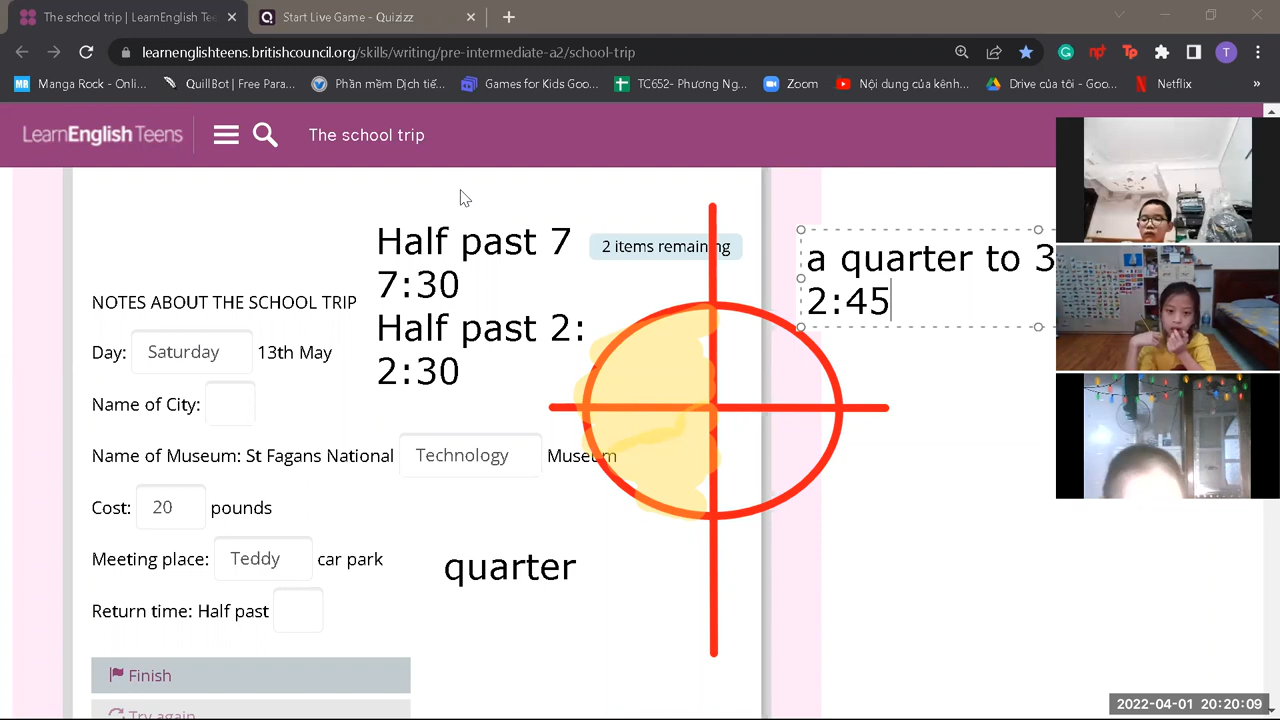 The school trip | LearnEnglish Tee
Start Live Game - Quizizz
learnenglishteens.britishcouncil.org/skills/writing/pre-intermediate-a2/school-trip
T
MR Manga Rock - Onli...
QuillBot | Free Para...
Phần mềm Dịch tiế...
Games for Kids Goo...
TC652- Phương Ng...
Zoom
Nội dung của kênh...
Drive của tôi - Goo...
Netflix
»
LearnEnglish Teens
The school trip
Half past 7
7:30
Half past 2:
2:30
2 items remaining
a quarter to 3
2:45
NOTES ABOUT THE SCHOOL TRIP
Day: Saturday 13th May
Name of City:
Name of Museum: St Fagans National Technology Museum
Cost: 20 pounds
Meeting place: Teddy car park
quarter
Return time: Half past
Finish
Try again
2022-04-01 20:20:09